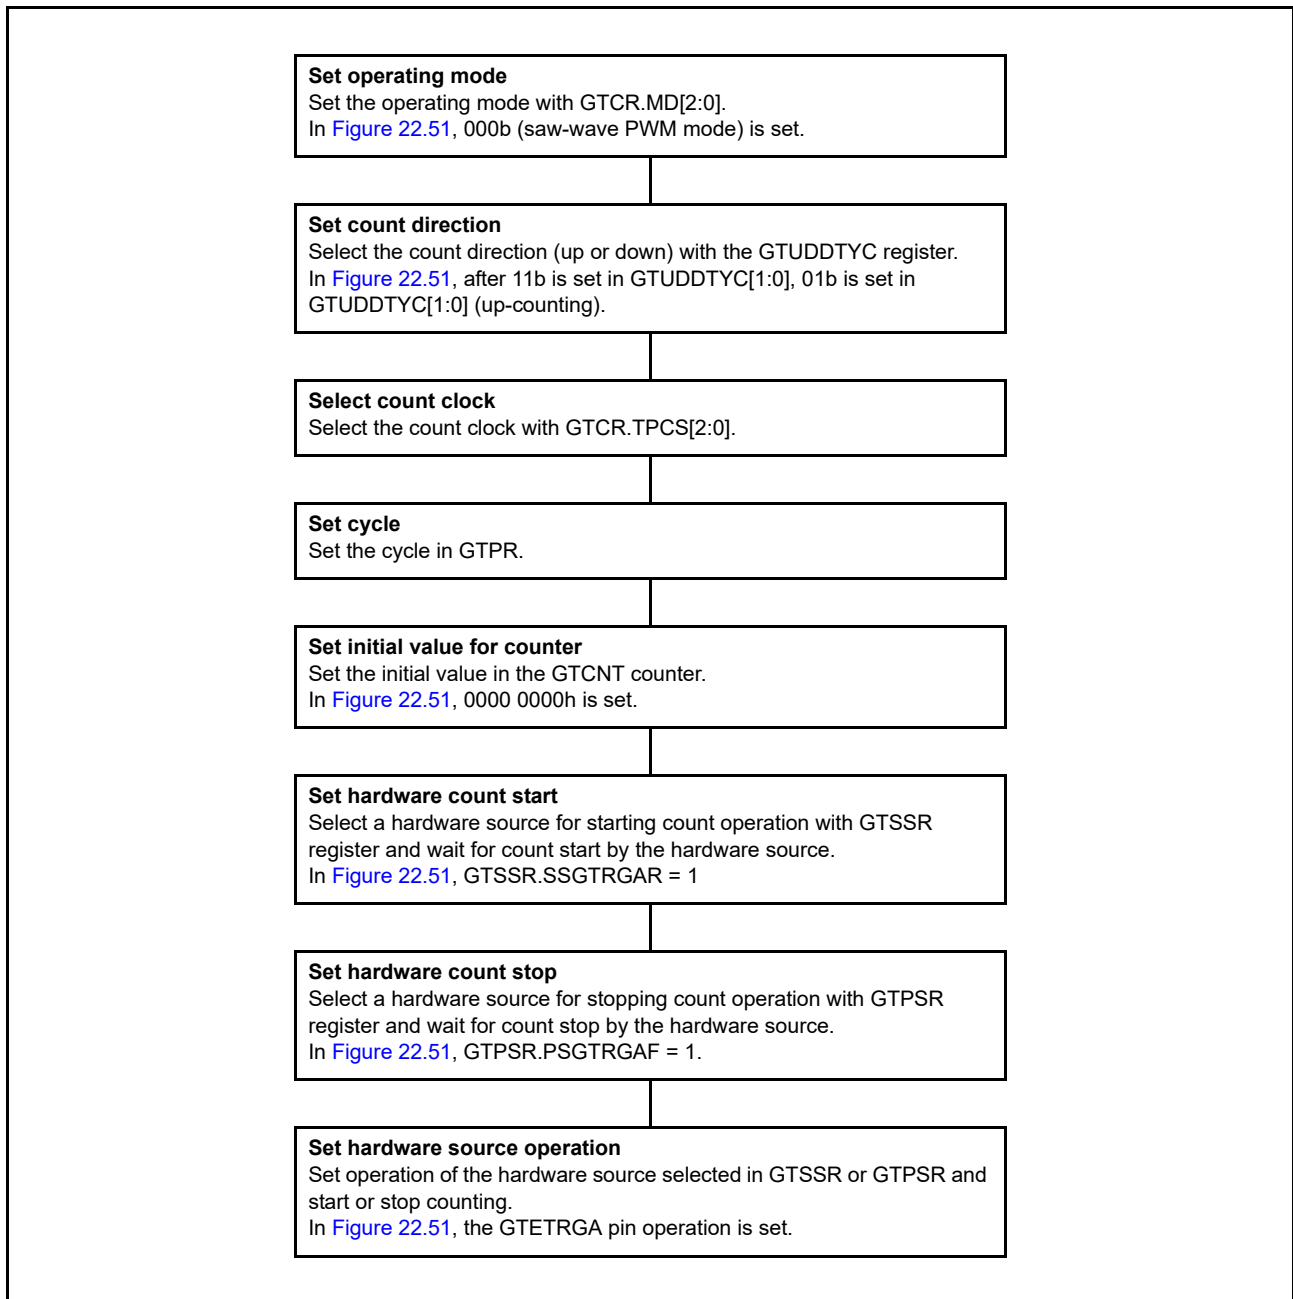 Set operating mode
Set the operating mode with GTCR.MD[2:0].
In Figure 22.51, 000b (saw-wave PWM mode) is set.
Set count direction
Select the count direction (up or down) with the GTUDDTYC register.
In Figure 22.51, after 11b is set in GTUDDTYC[1:0], 01b is set in
GTUDDTYC[1:0] (up-counting).
Select count clock
Select the count clock with GTCR.TPCS[2:0].
Set cycle
Set the cycle in GTPR.
Set initial value for counter
Set the initial value in the GTCNT counter.
In Figure 22.51, 0000 0000h is set.
Set hardware count start
Select a hardware source for starting count operation with GTSSR
register and wait for count start by the hardware source.
In Figure 22.51, GTSSR.SSGTRGAR = 1
Set hardware count stop
Select a hardware source for stopping count operation with GTPSR
register and wait for count stop by the hardware source.
In Figure 22.51, GTPSR.PSGTRGAF = 1.
Set hardware source operation
Set operation of the hardware source selected in GTSSR or GTPSR and
start or stop counting.
In Figure 22.51, the GTETRGA pin operation is set.